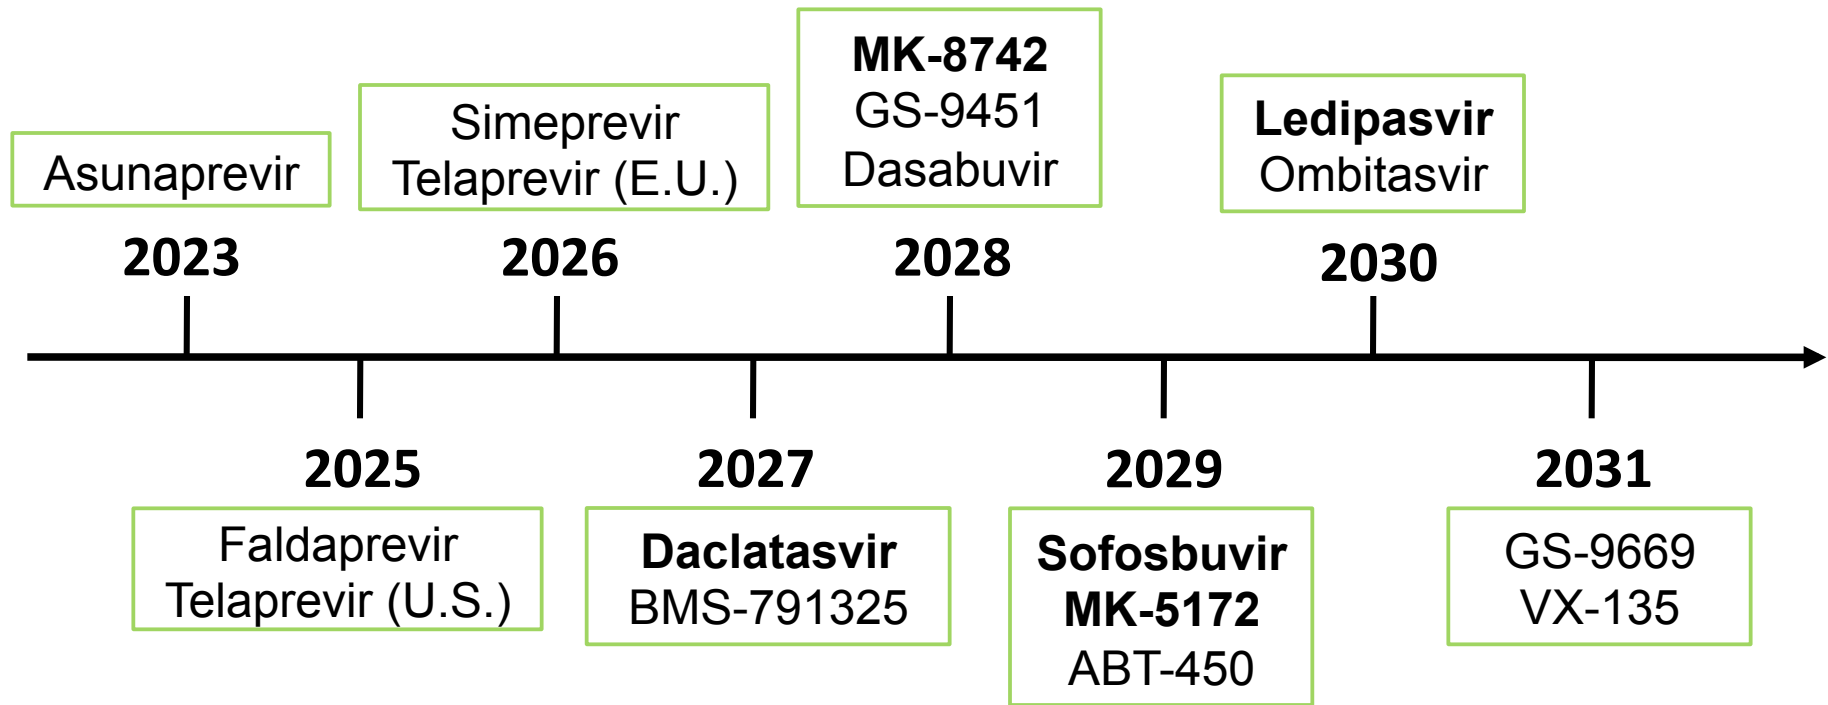 Asunaprevir
2023
Simeprevir
Telaprevir (E.U.)
2026
MK-8742
GS-9451
Dasabuvir
2028
Ledipasvir
Ombitasvir
2030
2025
Faldaprevir
Telaprevir (U.S.)
2027
Daclatasvir
BMS-791325
2029
Sofosbuvir
MK-5172
ABT-450
2031
GS-9669
VX-135